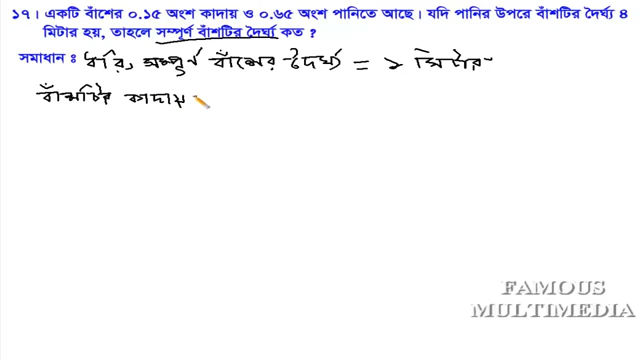 ১৭। একটি বাঁশের ০.১৫ অংশ কাদায় ও ০.৬৫ অংশ পানিতে আছে। যদি পানির উপরে বাঁশটির দৈর্ঘ্য ৪
মিটার হয়, তাহলে সম্পূর্ণ বাঁশটির দৈর্ঘ্য কত ?
সমাধান : ধরি, সম্পূর্ণ বাঁশের দৈর্ঘ্য = ১ মিটার
বাঁশটির কাদায়
FAMOUS
MULTIMEDIA